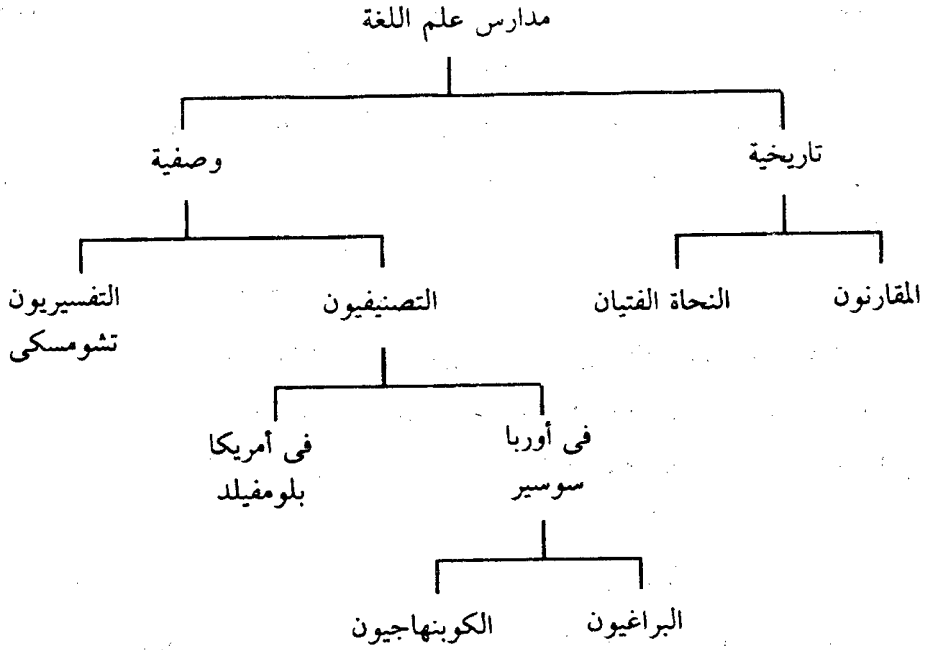 مدارس علم اللغة
تاريخية
وصفية
المقارنون
النحاة الفتيان
التصنيفيون
التفسيريون
تشومسكى
فى أوربا
سوسير
فى أمريكا
بلومفيلد
البراغيون
الكوبنهاجيون